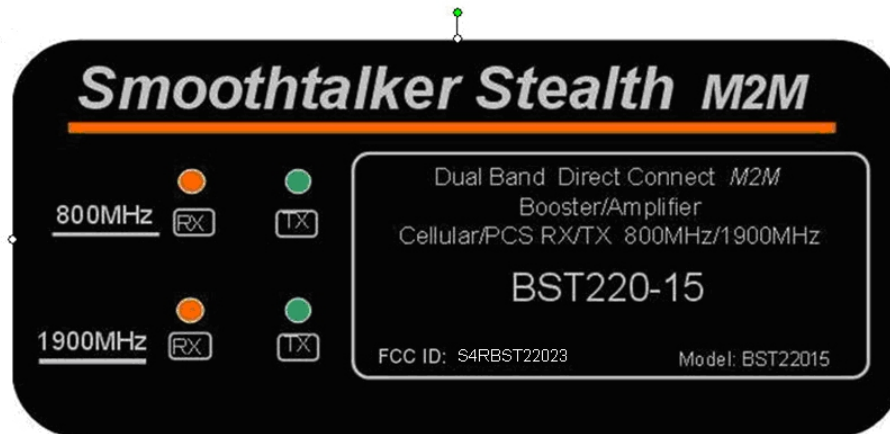 Smoothtalker Stealth M2M
800MHz RX TX
1900MHz RX TX
Dual Band Direct Connect M2M
Booster/Amplifier
Cellular/PCS RX/TX 800MHz/1900MHz
BST220-15
FCC ID: S4RBST22023 Model: BST22015